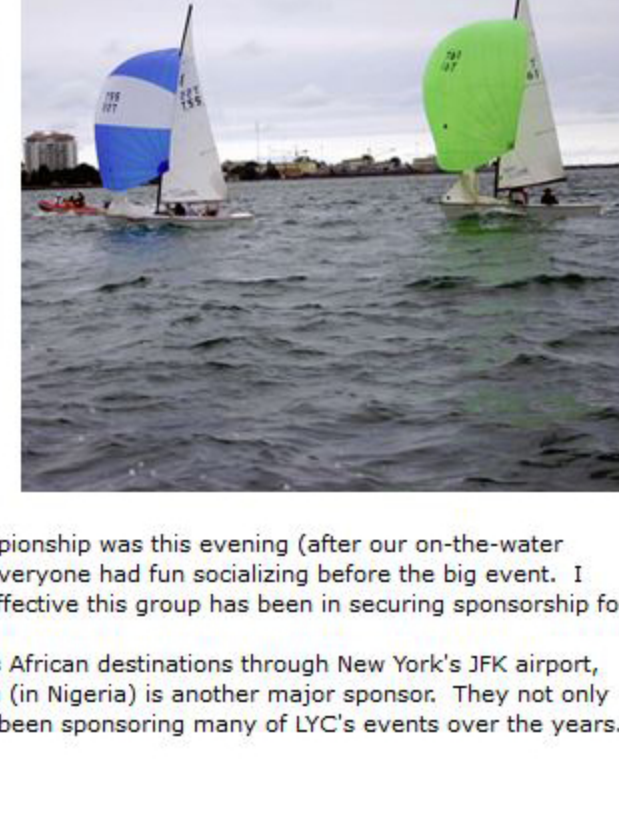 pionship was this evening (after our on-the-water
veryone had fun socializing before the big event.  I
ffective this group has been in securing sponsorship fo
s African destinations through New York's JFK airport,
(in Nigeria) is another major sponsor.  They not only
been sponsoring many of LYC's events over the years.